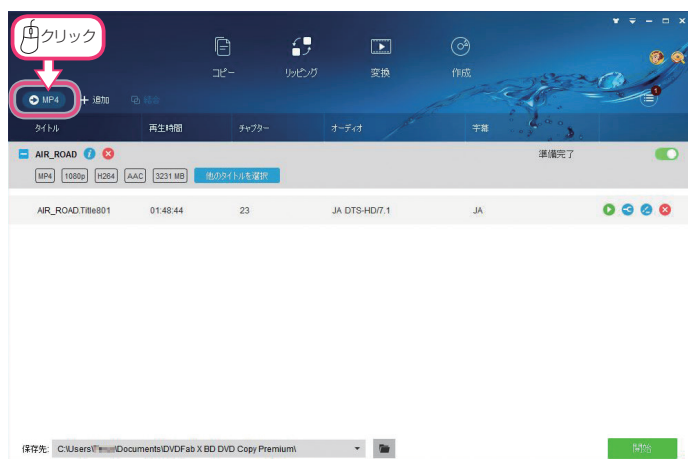 クリック
コピー リッピング 変換 作成
MP4 追加 結合
1
タイトル 再生時間 チャプター オーディオ 字幕
AIR_ROAD 準備完了
MP4 1080p H264 AAC 3231 MB 他のタイトルを選択
AIR_ROAD.Title801 01:48:44 23 JA DTS-HD/7.1 JA
保存先: C:\Users\ \Documents\DVDFab X BD DVD Copy Premium\ 開始